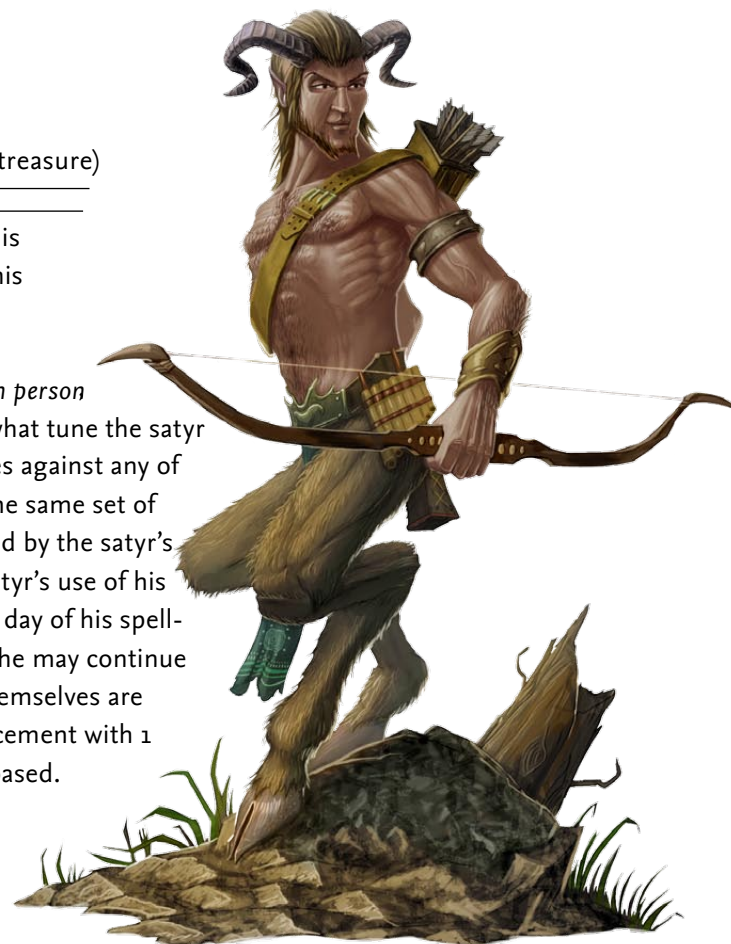 treasure)
is
his
n person,
what tune the satyr
es against any of
he same set of
d by the satyr’s
tyr’s use of his
day of his spell-
he may continue
emselves are
cement with 1
ased.